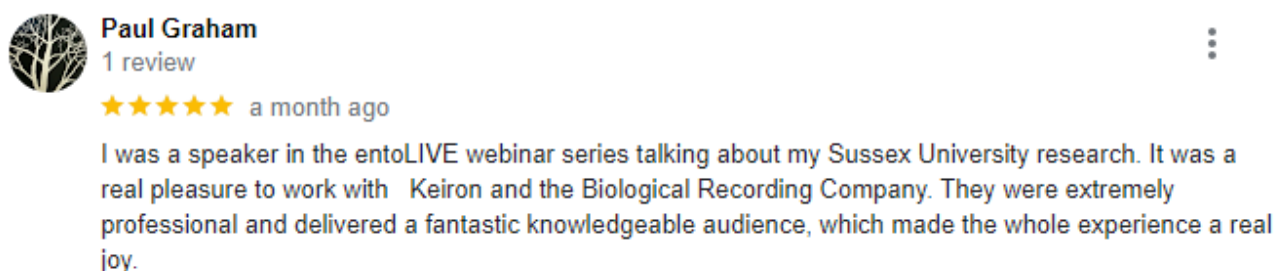 Paul Graham
1 review
a month ago
I was a speaker in the entoLIVE webinar series talking about my Sussex University research. It was a
real pleasure to work with   Keiron and the Biological Recording Company. They were extremely
professional and delivered a fantastic knowledgeable audience, which made the whole experience a real
joy.